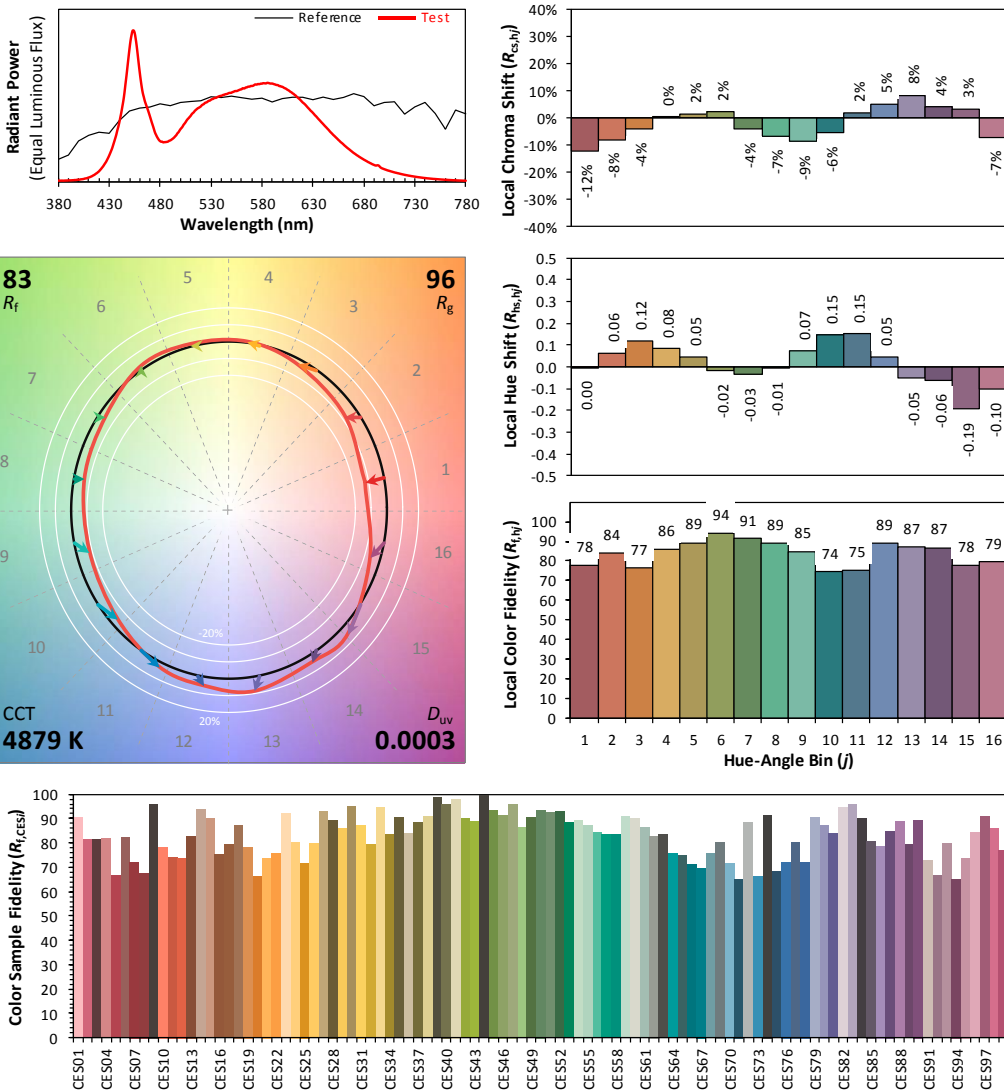 Reference
Test
Radiant Power
(Equal Luminous Flux)
380 430 480 530 580 630 680 730 780
Wavelength (nm)
Local Chroma Shift (Rcs,hj)
40%
30%
20%
10%
0%
-10%
-20%
-30%
-40%
-12% -8% -4% 0% 2% 2% -4% -7% -9% -6% 2% 5% 8% 4% 3% -7%
83
Rf
96
Rg
5 4
6 3
7 2
8 1
9 16
10 15
11 14
12 13
-20%
20%
CCT
4879 K
Duv
0.0003
Local Hue Shift (Rhs,hj)
0.5
0.4
0.3
0.2
0.1
0.0
-0.1
-0.2
-0.3
-0.4
-0.5
0.00 0.06 0.12 0.08 0.05 -0.02 -0.03 -0.01 0.07 0.15 0.15 0.05 -0.05 -0.06 -0.19 -0.10
Local Color Fidelity (Rf,hj)
100
90
80
70
60
50
40
30
20
10
0
78 84 77 86 89 94 91 89 85 74 75 89 87 87 78 79
1 2 3 4 5 6 7 8 9 10 11 12 13 14 15 16
Hue-Angle Bin (j)
Color Sample Fidelity (Rf,CESi)
100
90
80
70
60
50
40
30
20
10
0
CES01 CES04 CES07 CES10 CES13 CES16 CES19 CES22 CES25 CES28 CES31 CES34 CES37 CES40 CES43 CES46 CES49 CES52 CES55 CES58 CES61 CES64 CES67 CES70 CES73 CES76 CES79 CES82 CES85 CES88 CES91 CES94 CES97